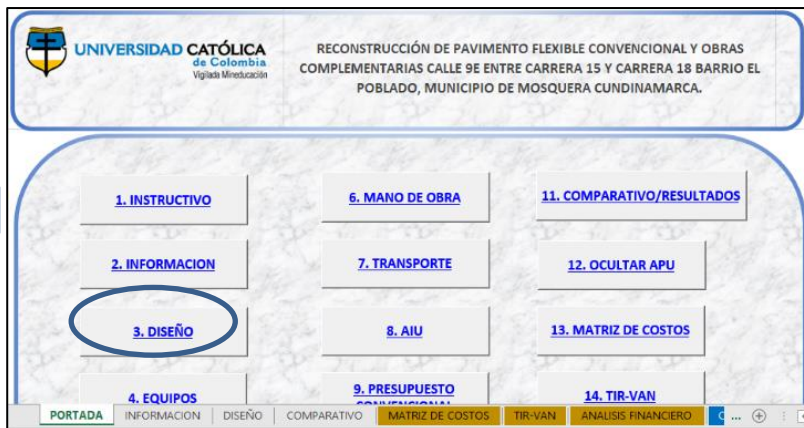 UNIVERSIDAD CATÓLICA
de Colombia
Vigilada Mineducación
RECONSTRUCCIÓN DE PAVIMENTO FLEXIBLE CONVENCIONAL Y OBRAS
COMPLEMENTARIAS CALLE 9E ENTRE CARRERA 15 Y CARRERA 18 BARRIO EL
POBLADO, MUNICIPIO DE MOSQUERA CUNDINAMARCA.
1. INSTRUCTIVO
6. MANO DE OBRA
11. COMPARATIVO/RESULTADOS
2. INFORMACION
7. TRANSPORTE
12. OCULTAR APU
3. DISEÑO
8. AIU
13. MATRIZ DE COSTOS
4. EQUIPOS
9. PRESUPUESTO
CONVENCIONAL
14. TIR-VAN
PORTADA INFORMACION DISEÑO COMPARATIVO MATRIZ DE COSTOS TIR-VAN ANALISIS FINANCIERO ...